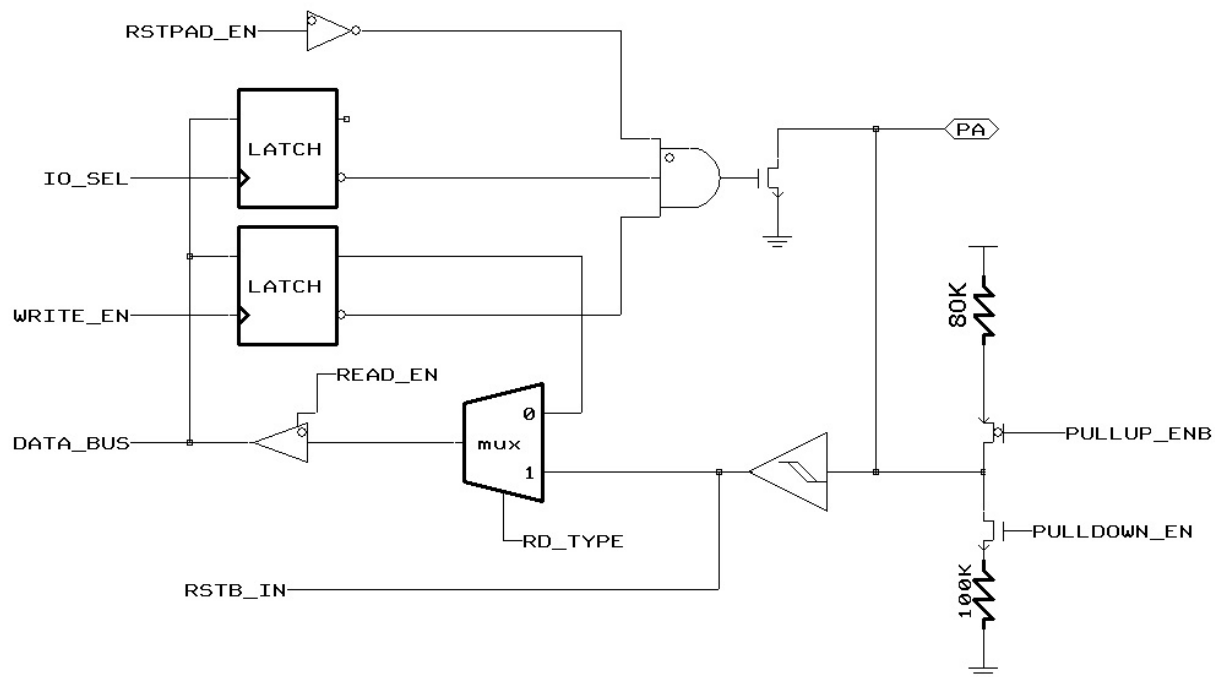 RSTPAD_EN
LATCH
PA
IO_SEL
LATCH
80K
WRITE_EN
READ_EN
0
DATA_BUS
mux
PULLUP_ENB
1
PULLDOWN_EN
RD_TYPE
RSTB_IN
100K